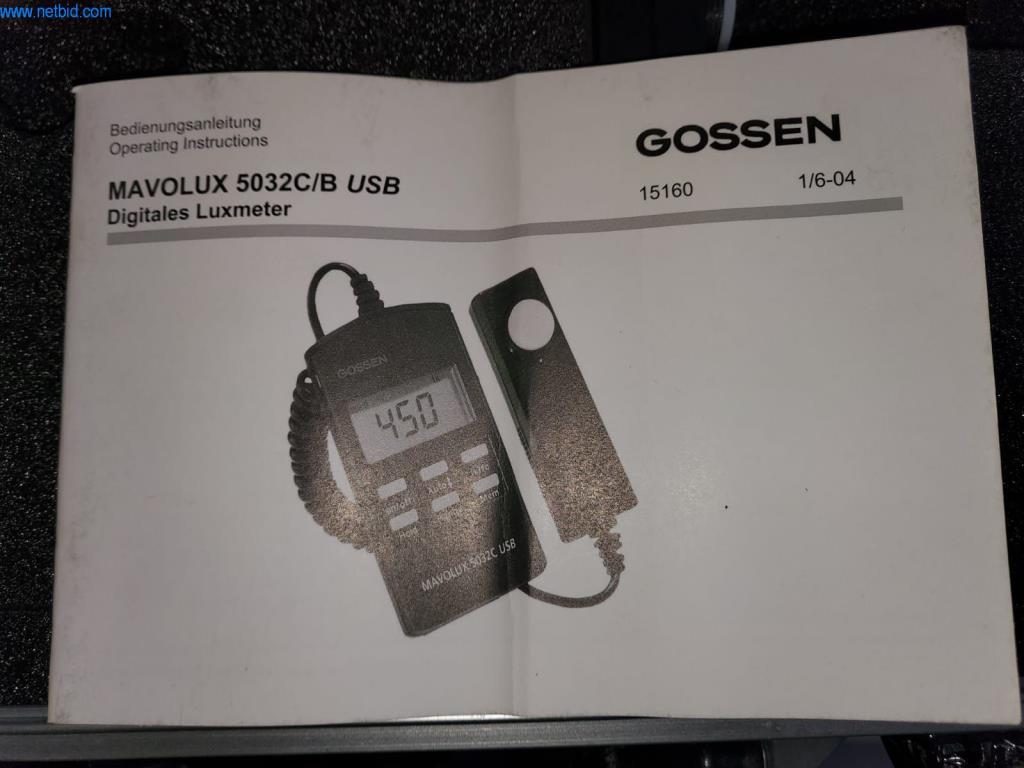 www.netbid.com
Bedienungsanleitung
Operating Instructions
GOSSEN
MAVOLUX 5032C/B USB
15160
1/6-04
Digitales Luxmeter
GOSSEN
450
MAVOLUX 5032C USB